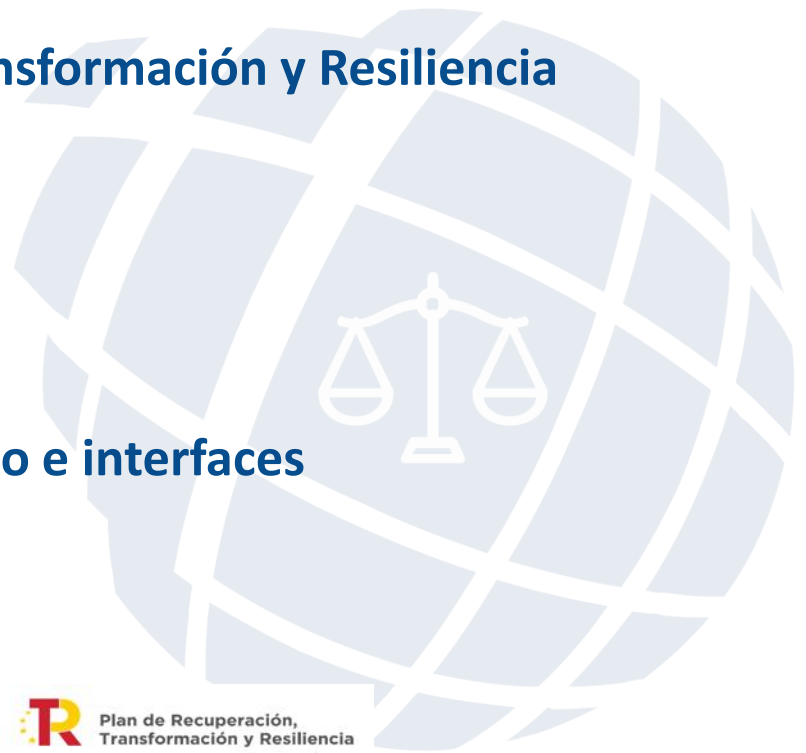 nsformación y Resiliencia
o e interfaces
Plan de Recuperación,
Transformación y Resiliencia